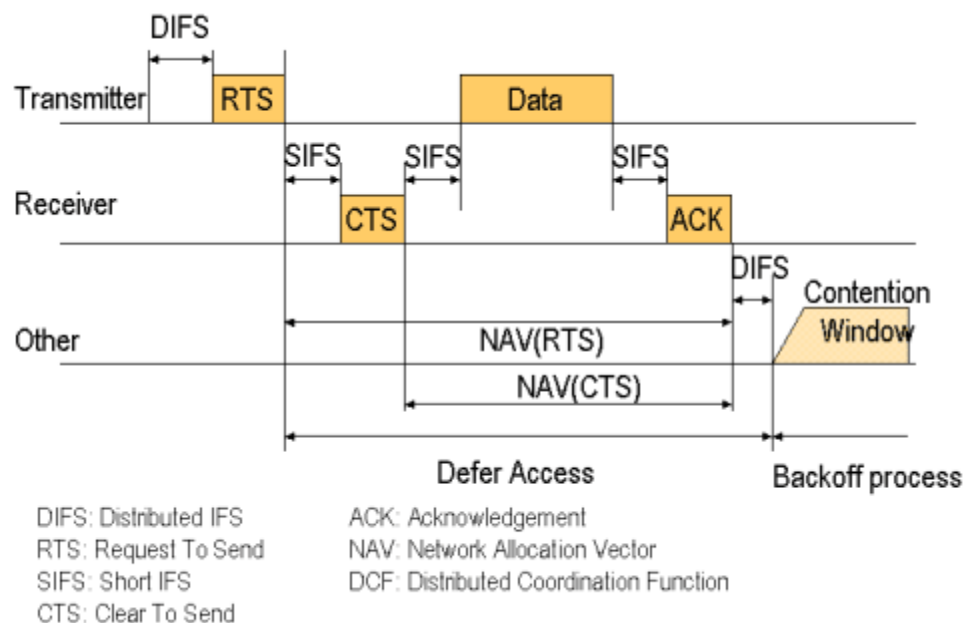 DIFS
Transmitter RTS Data
SIFS SIFS SIFS
Receiver CTS ACK
DIFS
Contention
Other Window
NAV(RTS)
NAV(CTS)
Defer Access Backoff process
DIFS: Distributed IFS ACK: Acknowledgement
RTS: Request To Send NAV: Network Allocation Vector
SIFS: Short IFS DCF: Distributed Coordination Function
CTS: Clear To Send